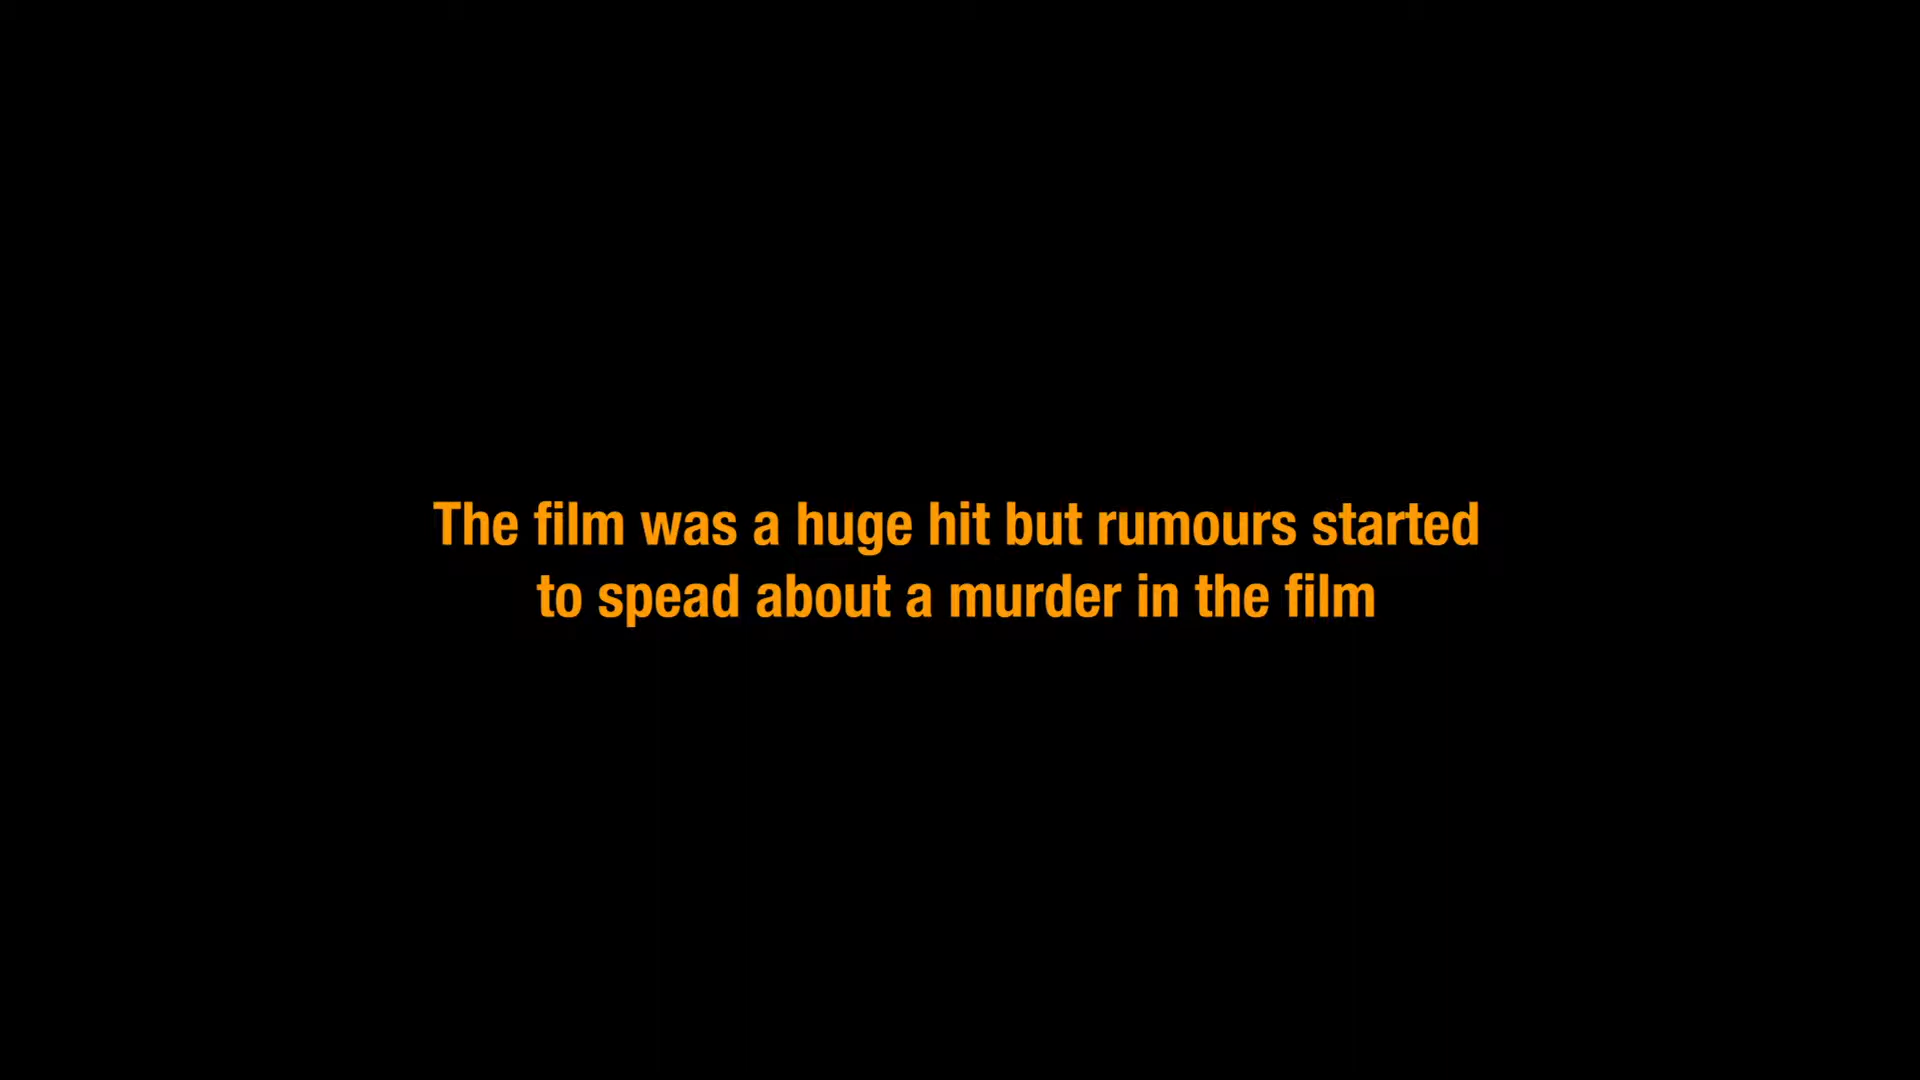 The film was a huge hit but rumours started
to spead about a murder in the film